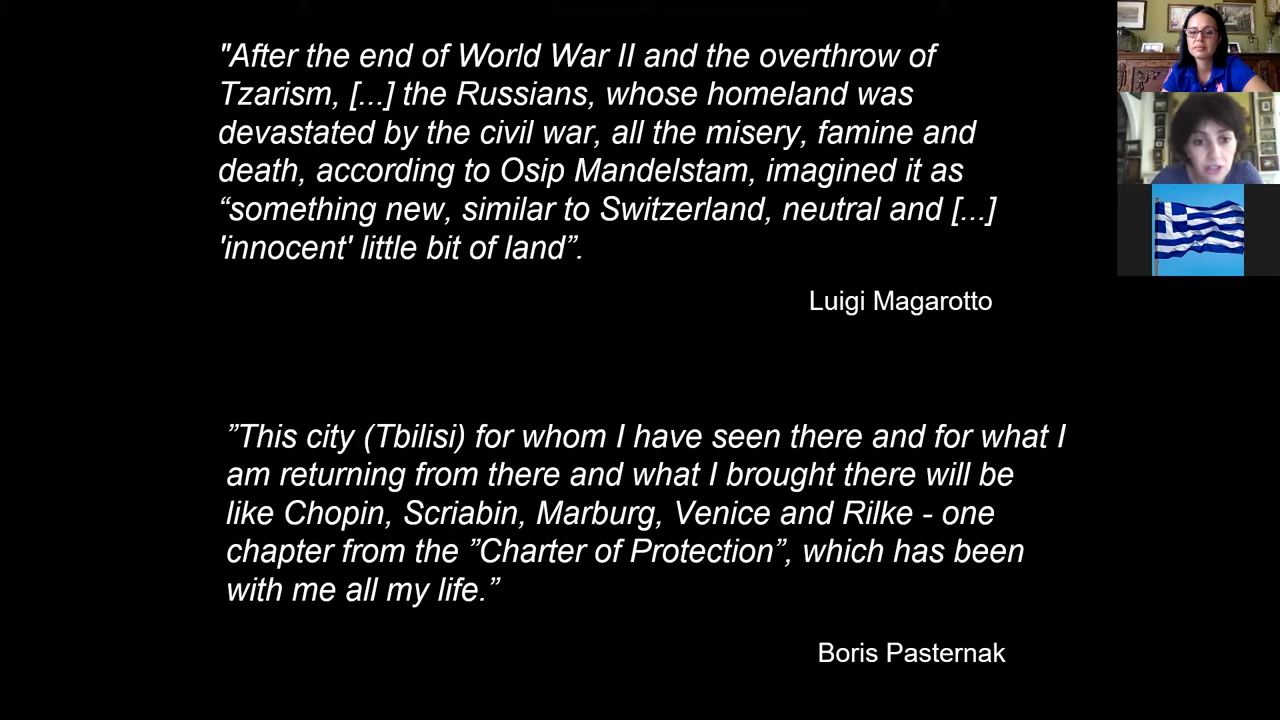 "After the end of World War II and the overthrow of
Tzarism, [...] the Russians, whose homeland was
devastated by the civil war, all the misery, famine and
death, according to Osip Mandelstam, imagined it as
“something new, similar to Switzerland, neutral and [...]
'innocent' little bit of land”.
Luigi Magarotto
”This city (Tbilisi) for whom I have seen there and for what I
am returning from there and what I brought there will be
like Chopin, Scriabin, Marburg, Venice and Rilke - one
chapter from the ”Charter of Protection”, which has been
with me all my life.”
Boris Pasternak